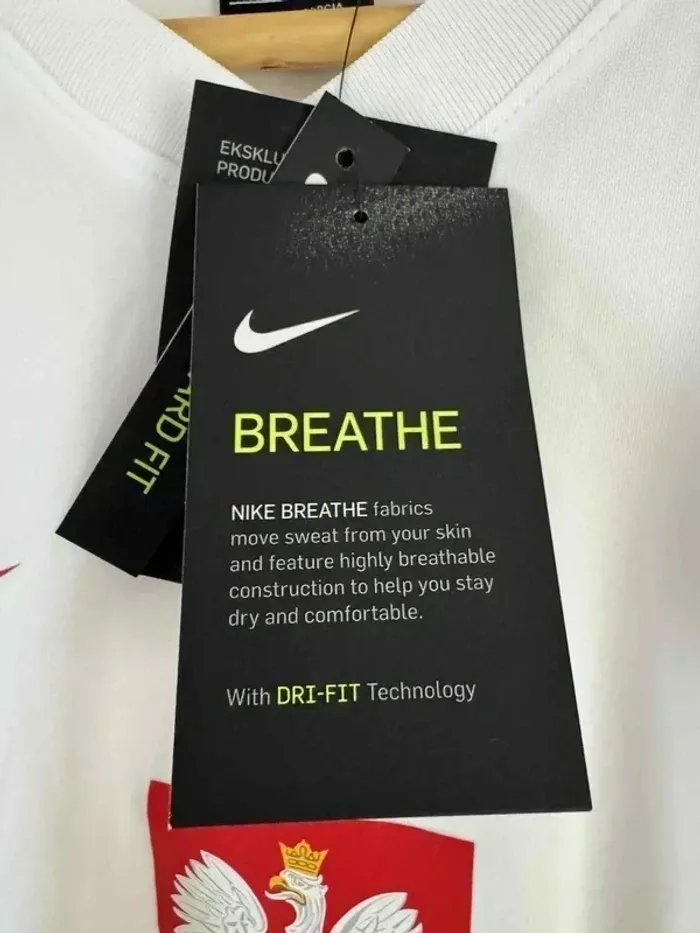 EKSKLU
PRODU
ARD FIT
BREATHE
NIKE BREATHE fabrics
move sweat from your skin
and feature highly breathable
construction to help you stay
dry and comfortable.
With DRI-FIT Technology